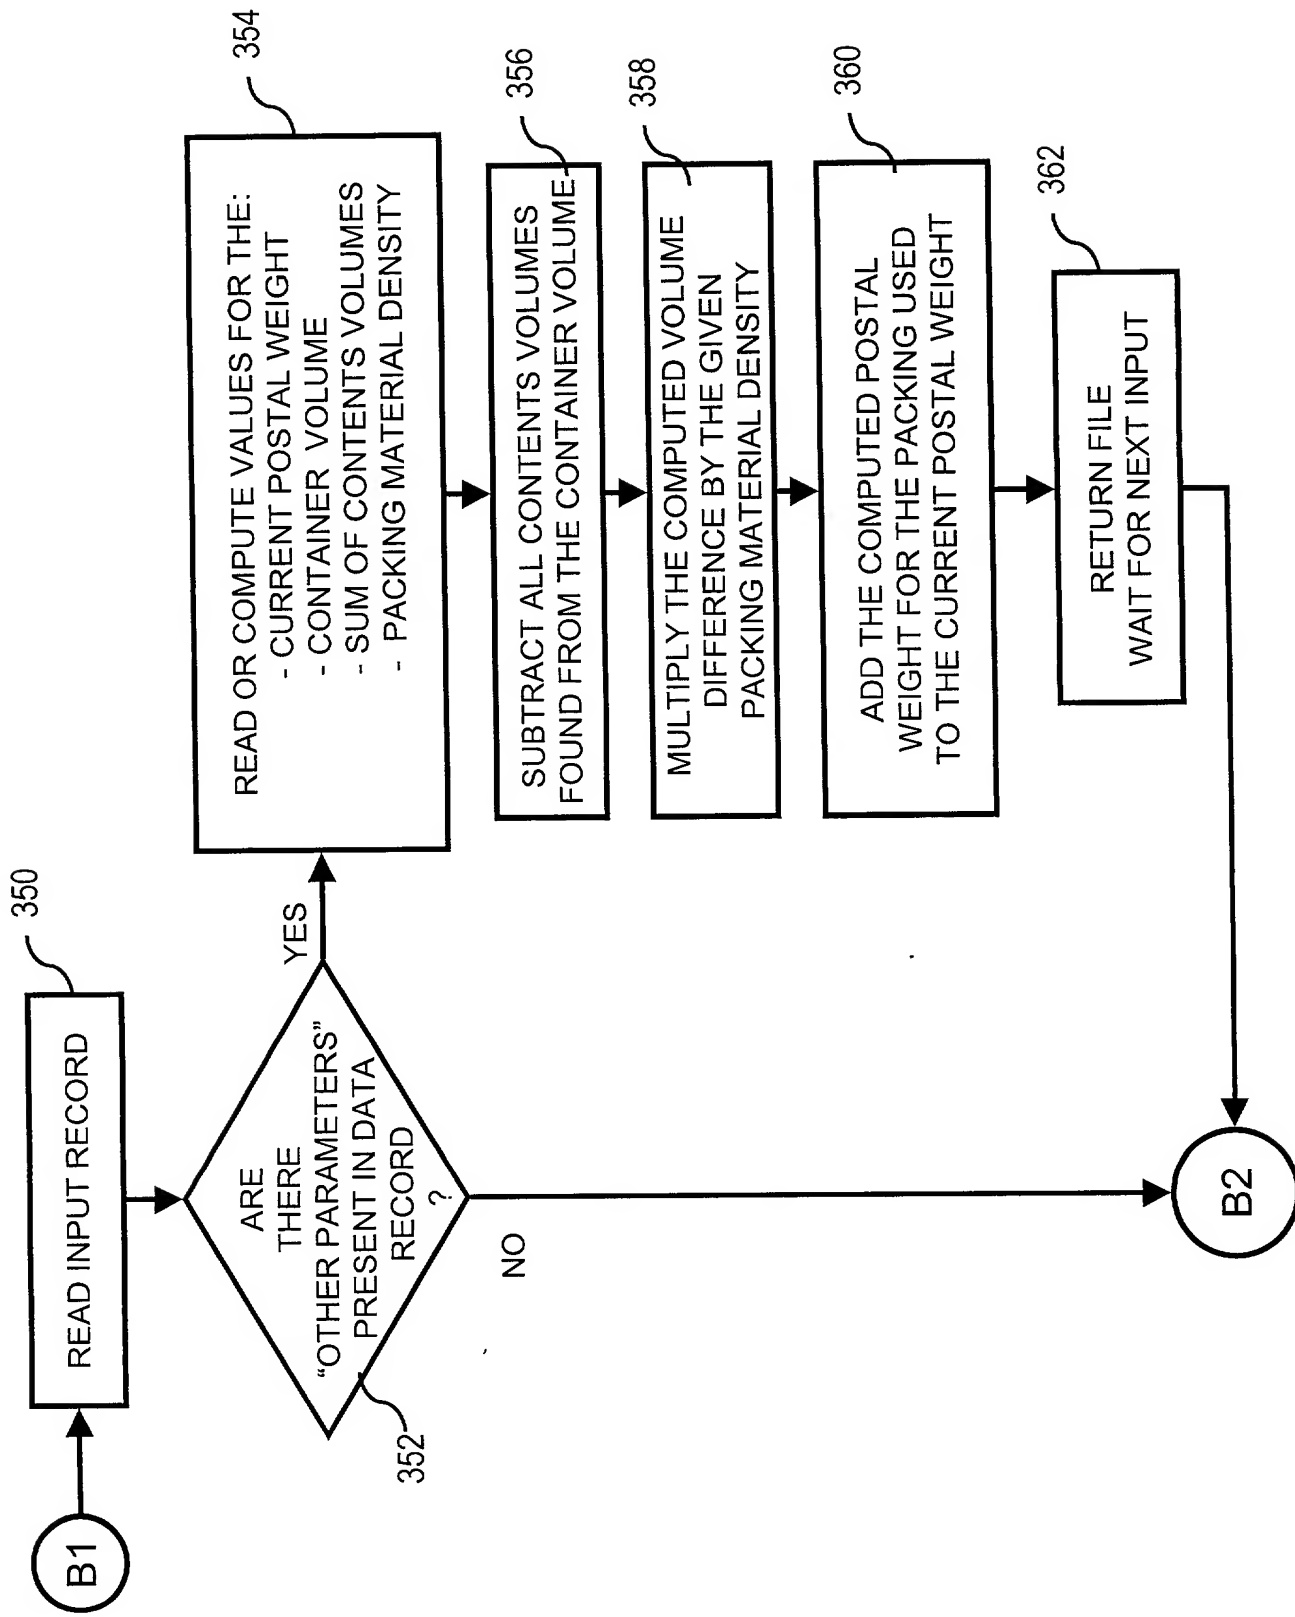 B1
READ INPUT RECORD
350
ARE
THERE
“OTHER PARAMETERS”
PRESENT IN DATA
RECORD
?
352
YES
NO
READ OR COMPUTE VALUES FOR THE:
- CURRENT POSTAL WEIGHT
- CONTAINER VOLUME
- SUM OF CONTENTS VOLUMES
- PACKING MATERIAL DENSITY
354
SUBTRACT ALL CONTENTS VOLUMES
FOUND FROM THE CONTAINER VOLUME
356
MULTIPLY THE COMPUTED VOLUME
DIFFERENCE BY THE GIVEN
PACKING MATERIAL DENSITY
358
ADD THE COMPUTED POSTAL
WEIGHT FOR THE PACKING USED
TO THE CURRENT POSTAL WEIGHT
360
RETURN FILE
WAIT FOR NEXT INPUT
362
B2